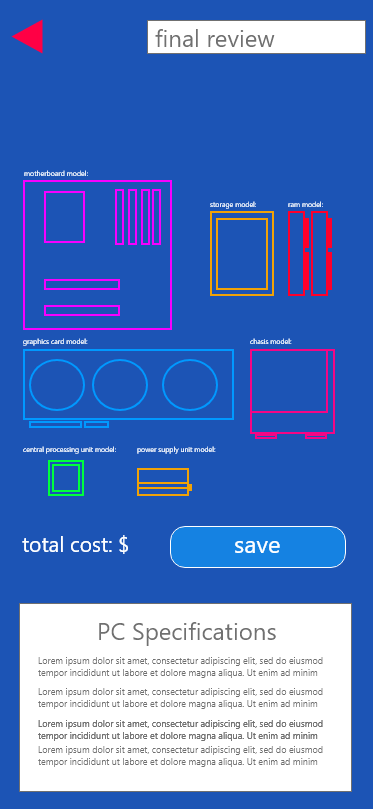 final review
motherboard model:
storage model:
ram model:
graphics card model:
chasis model:
central processing unit model:
power supply unit model:
total cost: $
save
PC Specifications
Lorem ipsum dolor sit amet, consectetur adipiscing elit, sed do eiusmod
tempor incididunt ut labore et dolore magna aliqua. Ut enim ad minim
Lorem ipsum dolor sit amet, consectetur adipiscing elit, sed do eiusmod
tempor incididunt ut labore et dolore magna aliqua. Ut enim ad minim
Lorem ipsum dolor sit amet, consectetur adipiscing elit, sed do eiusmod
tempor incididunt ut labore et dolore magna aliqua. Ut enim ad minim
Lorem ipsum dolor sit amet, consectetur adipiscing elit, sed do eiusmod
tempor incididunt ut labore et dolore magna aliqua. Ut enim ad minim